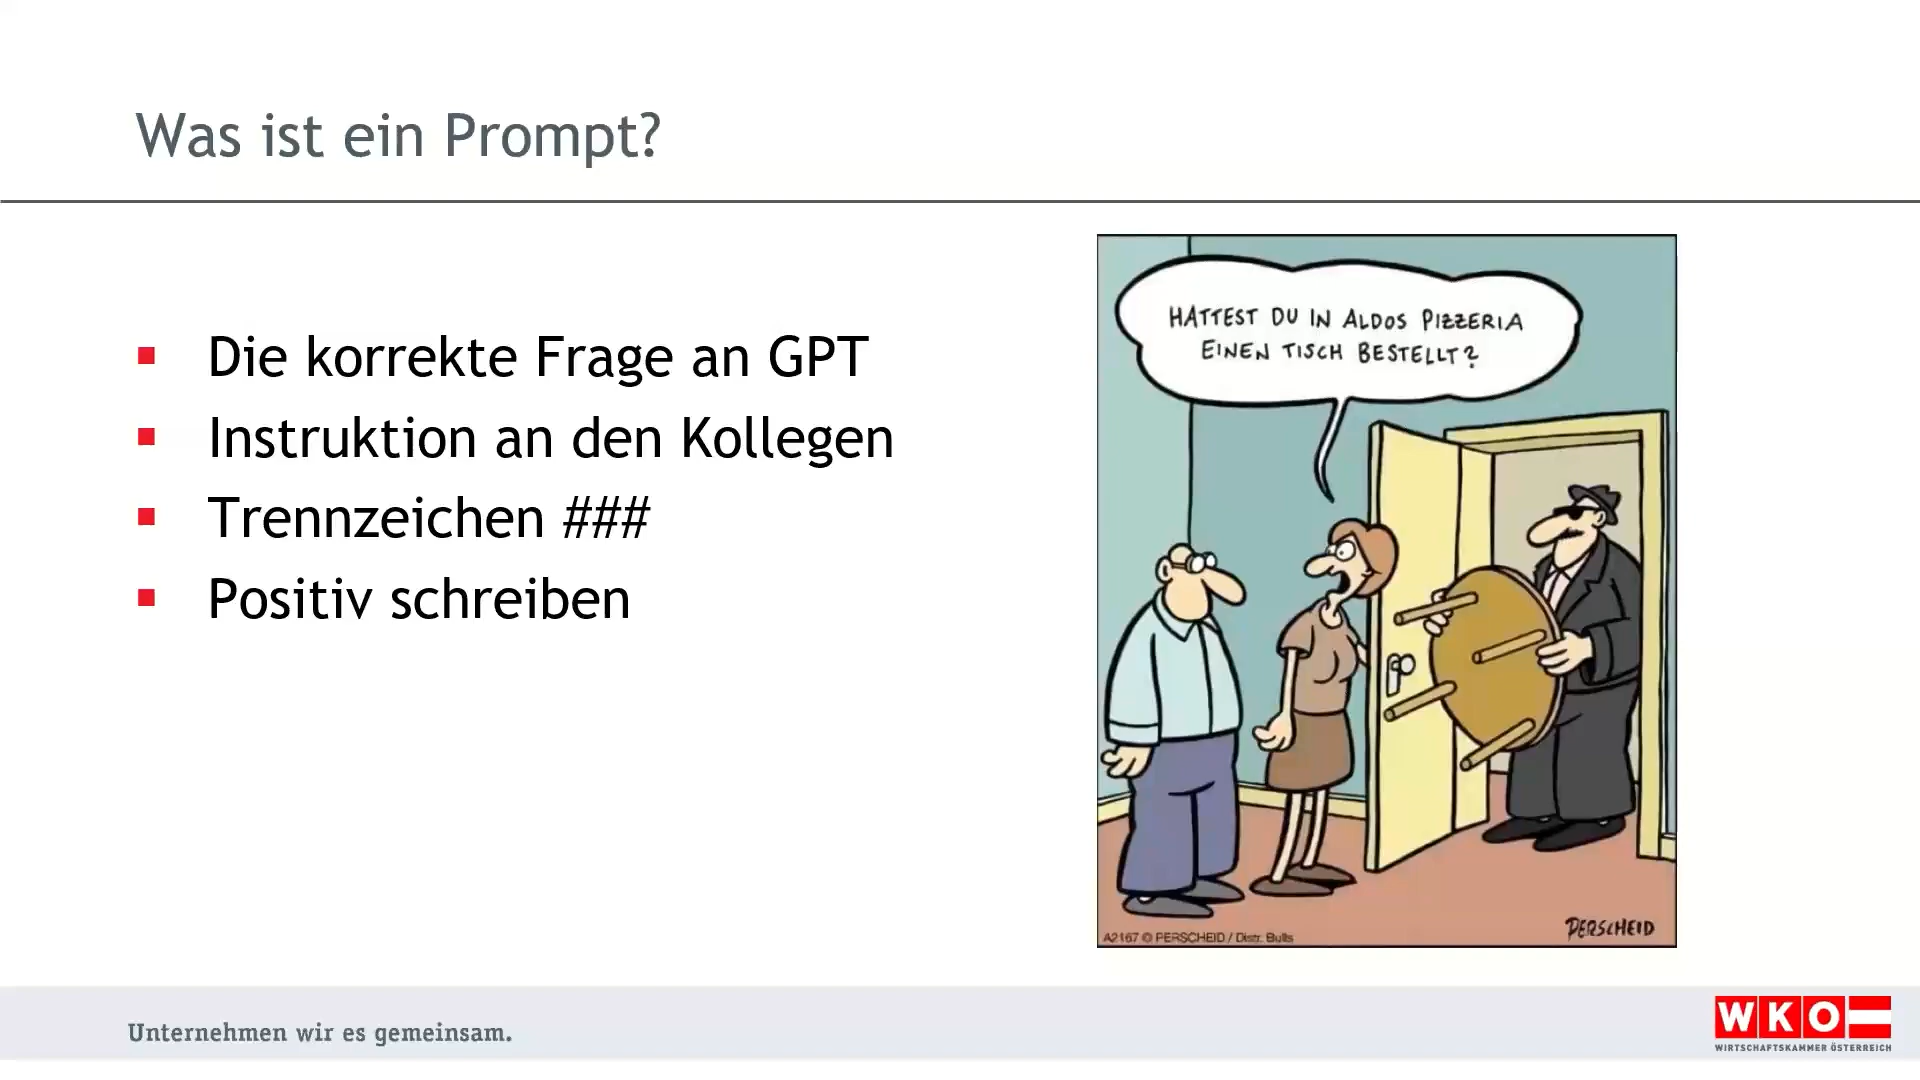 Was ist ein Prompt?
Die korrekte Frage an GPT
Instruktion an den Kollegen
Trennzeichen ###
Positiv schreiben
HATTEST DU IN ALDOS PIZZERIA
EINEN TISCH BESTELLT?
A2167 © PERSCHEID / Distr. Bulls
PERSCHEID
Unternehmen wir es gemeinsam.
WKO
WIRTSCHAFTSKAMMER ÖSTERREICH